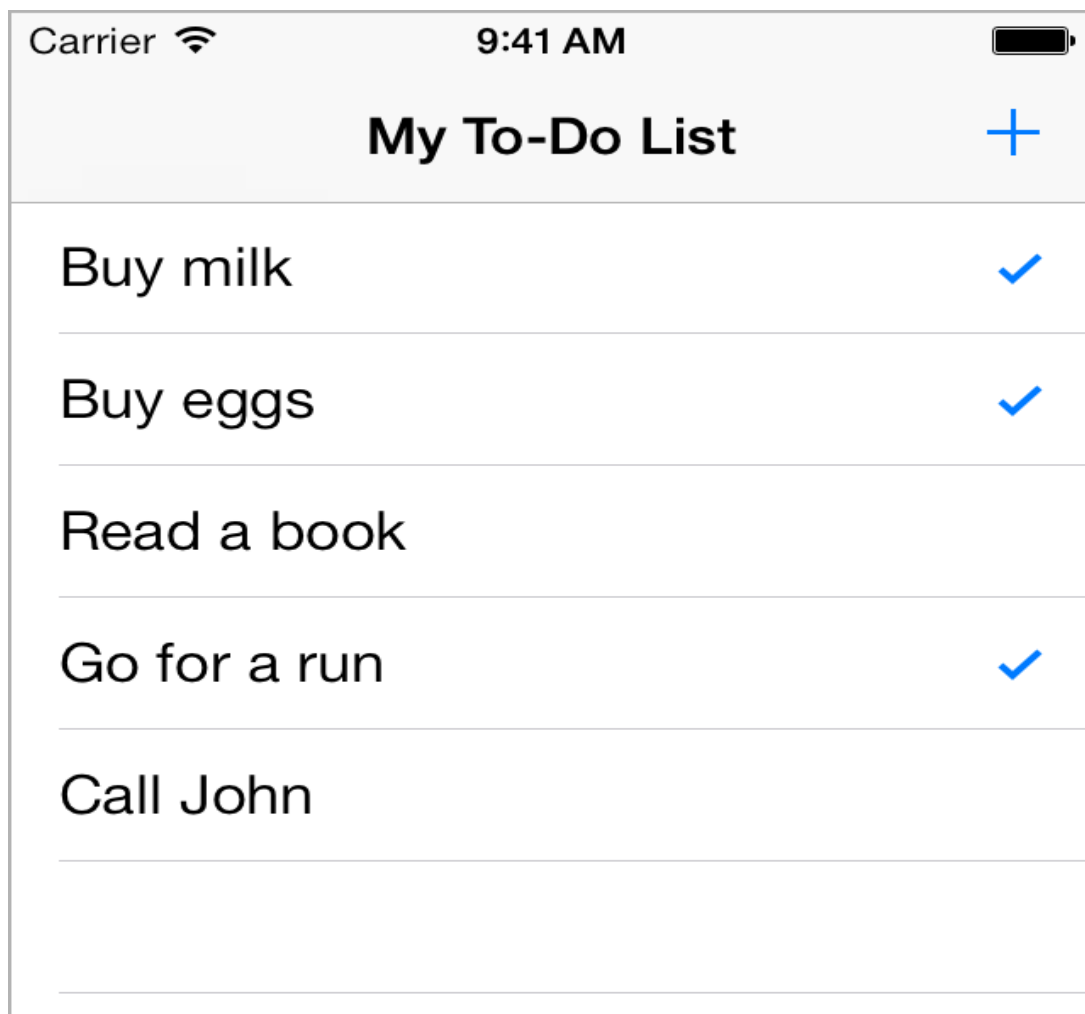 Carrier 9:41 AM
My To-Do List
Buy milk
Buy eggs
Read a book
Go for a run
Call John